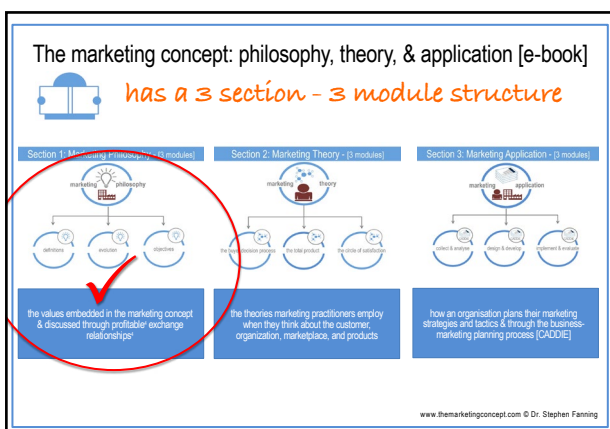 The marketing concept: philosophy, theory, & application [e-book]
has a 3 section - 3 module structure
Section 1: Marketing Philosophy - [3 modules]
marketing philosophy
definitions
evolution
objectives
the values embedded in the marketing concept
& discussed through profitable exchange
relationships
Section 2: Marketing Theory - [3 modules]
marketing theory
the buyer decision process
the total product
the circle of satisfaction
the theories marketing practitioners employ
when they think about the customer,
organization, marketplace, and products
Section 3: Marketing Application - [3 modules]
marketing application
collect & analyse
design & develop
implement & evaluate
how an organisation plans their marketing
strategies and tactics & through the business-
marketing planning process [CADDIE]
www.themarketingconcept.com © Dr. Stephen Fanning